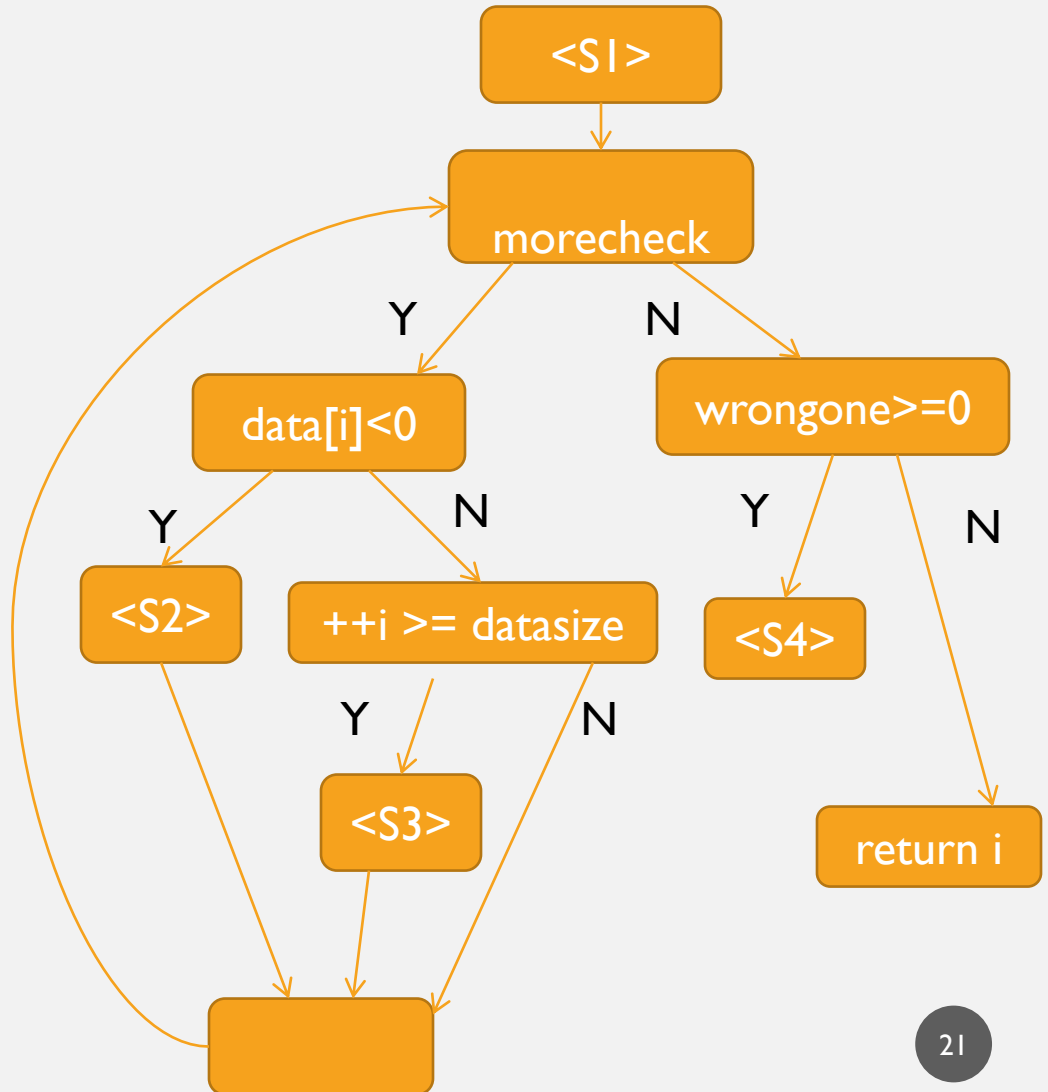 <S1>
morecheck
Y
N
data[i]<0
wrongone>=0
Y
N
Y
N
<S2>
++i >= datasize
<S4>
Y
N
<S3>
return i
21